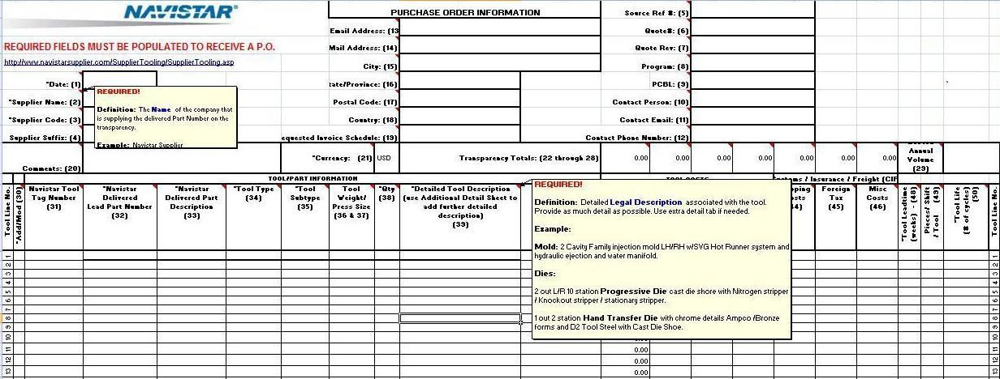 NAVISTAR®
PURCHASE ORDER INFORMATION
Source Ref #: (5)
Email Address: (13
Quote#: (6)
REQUIRED FIELDS MUST BE POPULATED TO RECEIVE A P.O.
Mail Address: (14)
Quote Rev: (7)
http://www.navistarsupplier.com/SupplierTooling/SupplierTooling.asp
City: (15)
Program: (8)
*Date: (1)
tate/Province: (16)
PCBL: (9)
*Supplier Name: (2)
Postal Code: (17)
Contact Person: (10)
*Supplier Code: (3)
Country: (18)
Contact Email: (11)
Supplier Suffix: (4)
equested Invoice Schedule: (19)
Contact Phone Number: (12)
REQUIRED!
Definition: The Name of the company that
is supplying the delivered Part Number on the
transparency.
Example: Navistar Supplier
Comments: (20)
*Currency: (21) USD
Transparency Totals: (22 through 28)
0.00 0.00 0.00 0.00 0.00 0.00
Annual
Volume
(29)
TOOL/PART INFORMATION
TOOL COSTS
/ Insurance / Freight (CIF
Tool Line No.
*Add/Mod (30)
Navistar Tool
Tag Number
(31)
*Navistar
Delivered
Lead Part Number
(32)
*Navistar
Delivered Part
Description
(33)
*Tool Type
(34)
*Tool
Subtype
(35)
Tool
Weight/
Press Size
(36 & 37)
*Qty
(38)
*Detailed Tool Description
(use Additional Detail Sheet to
add further detailed
description)
(39)
REQUIRED!
Definition: Detailed Legal Description associated with the tool.
Provide as much detail as possible. Use extra detail tab if needed.
Example:
Mold: 2 Cavity Family injection mold LH/RH w/SVG Hot Runner system and
hydraulic ejection and water manifold.
Dies:
2 out L/R 10 station Progressive Die cast die shore with Nitrogen stripper
/ Knockout stripper / stationary stripper.
1 out 2 station Hand Transfer Die with chrome details Ampco /Bronze
forms and D2 Tool Steel with Cast Die Shoe.
ping
sts
44)
Foreign
Tax
(45)
Misc
Costs
(46)
*Tool Leadtime
(weeks) - (48)
Pieces/ Shift
/ Tool (49)
*Tool Life
(# of cycles)
(50)
Tool Line No.
1 1
2 2
3 3
4 4
5 5
6 6
7 7
8 8
9 9
10 10
11 0.00 11
12 0.00 12
13 0.00 13